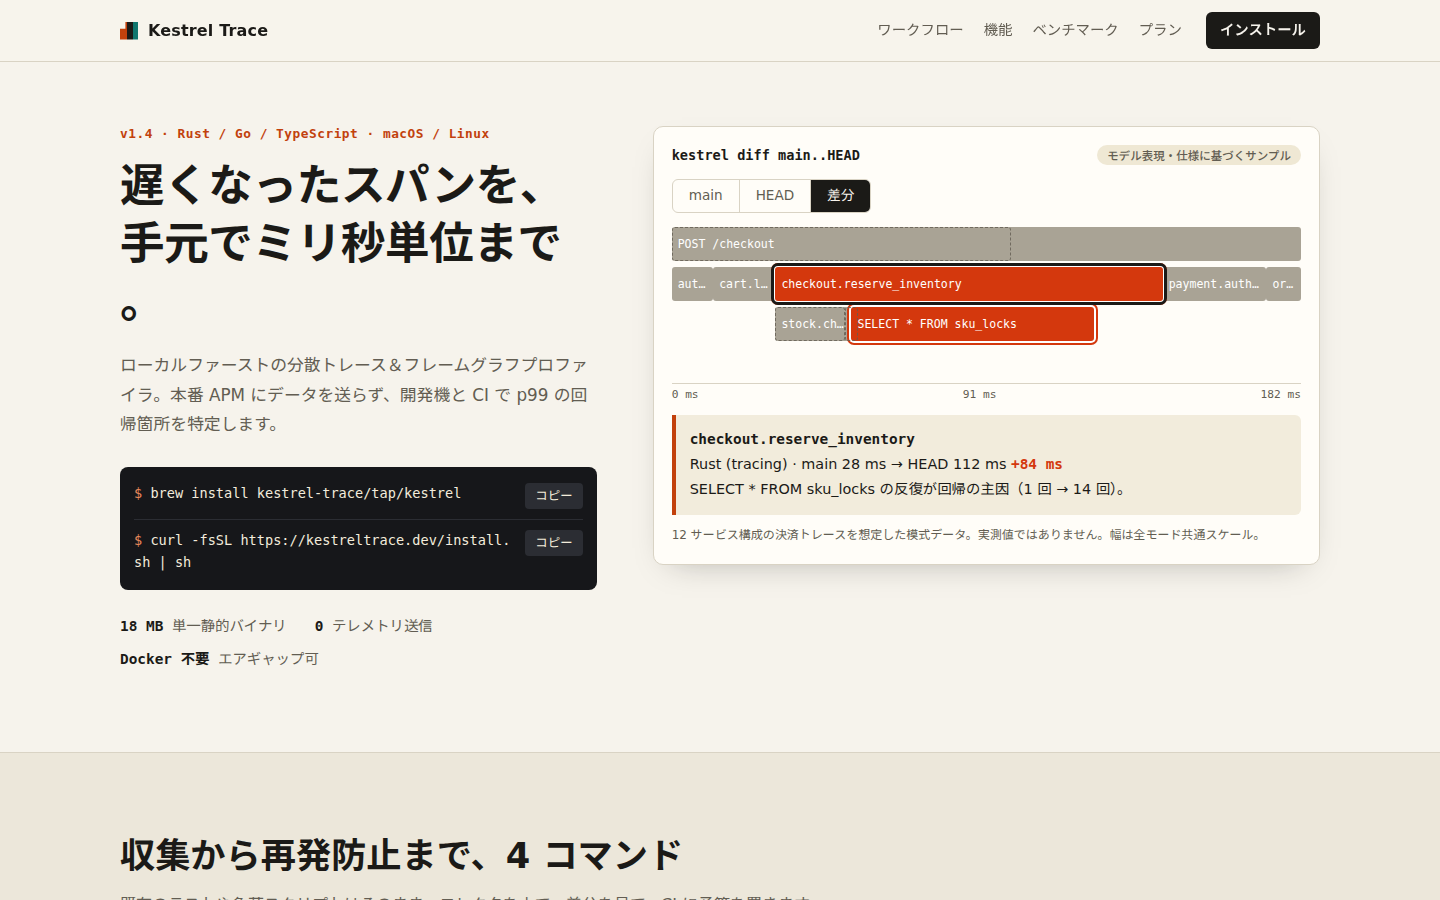 Kestrel Trace
ワークフロー
機能
ベンチマーク
プラン
インストール
v1.4 · Rust / Go / TypeScript · macOS / Linux
遅くなったスパンを、
手元でミリ秒単位まで
。
ローカルファーストの分散トレース＆フレームグラフプロファ
イラ。本番 APM にデータを送らず、開発機と CI で p99 の回
帰箇所を特定します。
$ brew install kestrel-trace/tap/kestrel
コピー
$ curl -fsSL https://kestreltrace.dev/install.
sh | sh
コピー
18 MB 単一静的バイナリ
0 テレメトリ送信
Docker 不要 エアギャップ可
kestrel diff main..HEAD
モデル表現・仕様に基づくサンプル
main
HEAD
差分
POST /checkout
aut…
cart.l…
checkout.reserve_inventory
payment.auth…
or…
stock.ch…
SELECT * FROM sku_locks
0 ms
91 ms
182 ms
checkout.reserve_inventory
Rust (tracing) · main 28 ms → HEAD 112 ms +84 ms
SELECT * FROM sku_locks の反復が回帰の主因（1 回 → 14 回）。
12 サービス構成の決済トレースを想定した模式データ。実測値ではありません。幅は全モード共通スケール。
収集から再発防止まで、4 コマンド